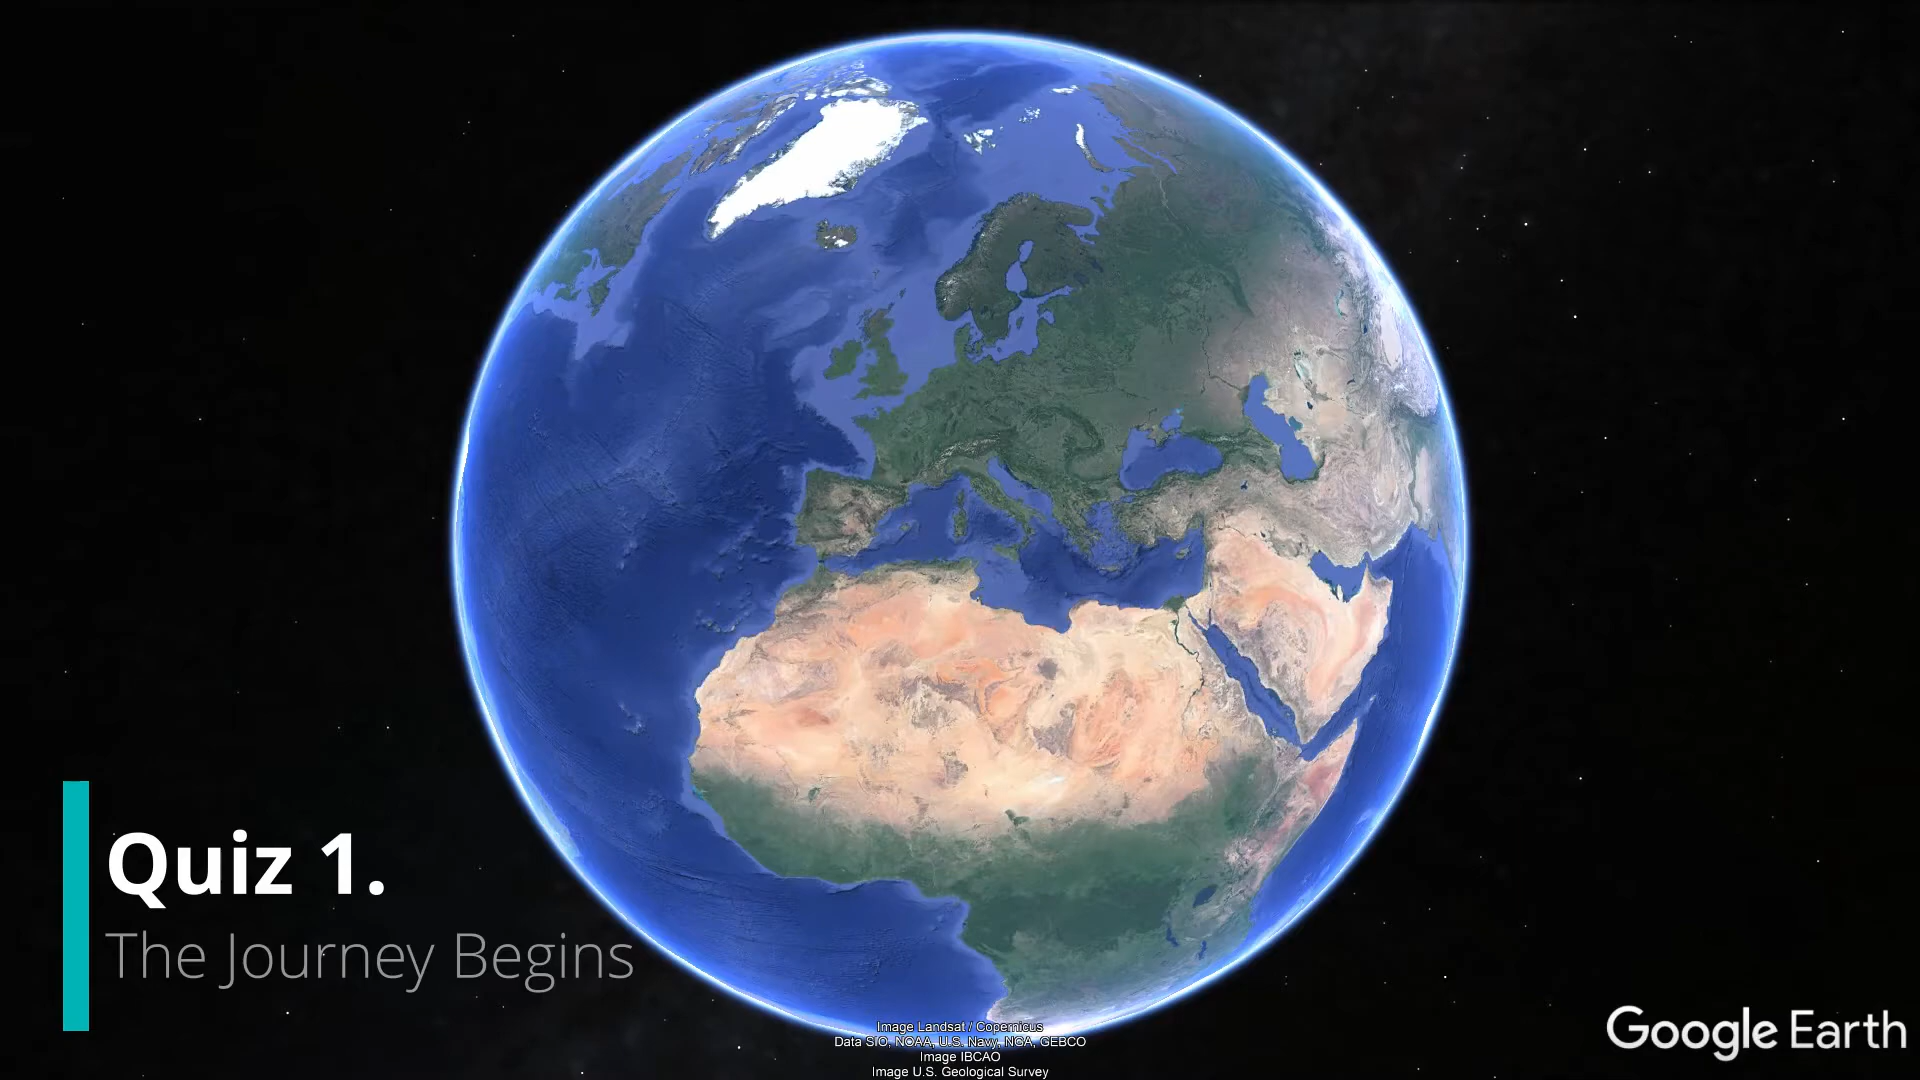 Quiz 1.
The Journey Begins
Image Landsat / Copernicus
Data SIO, NOAA, U.S. Navy, NGA, GEBCO
Image IBCAO
Image U.S. Geological Survey
Google Earth